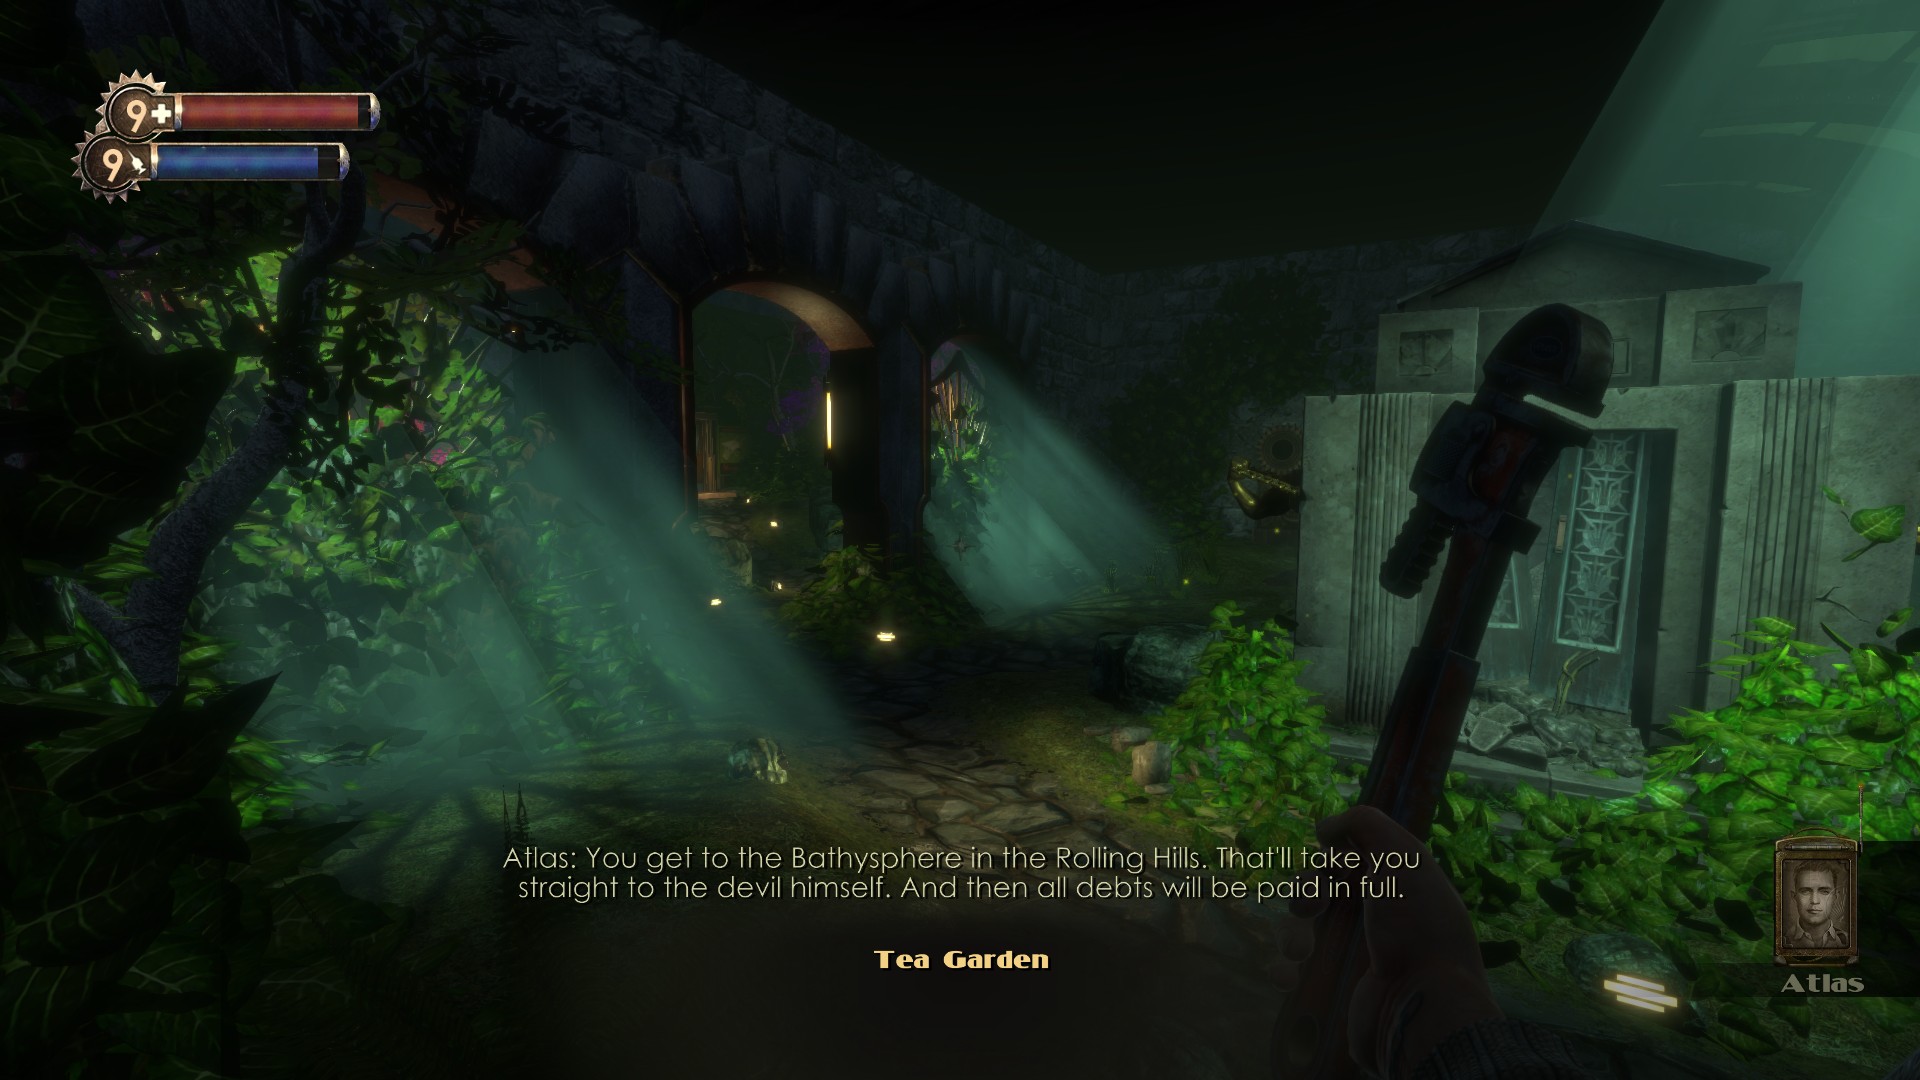 9
9
Atlas: You get to the Bathysphere in the Rolling Hills. That'll take you
straight to the devil himself. And then all debts will be paid in full.
Tea Garden
Atlas